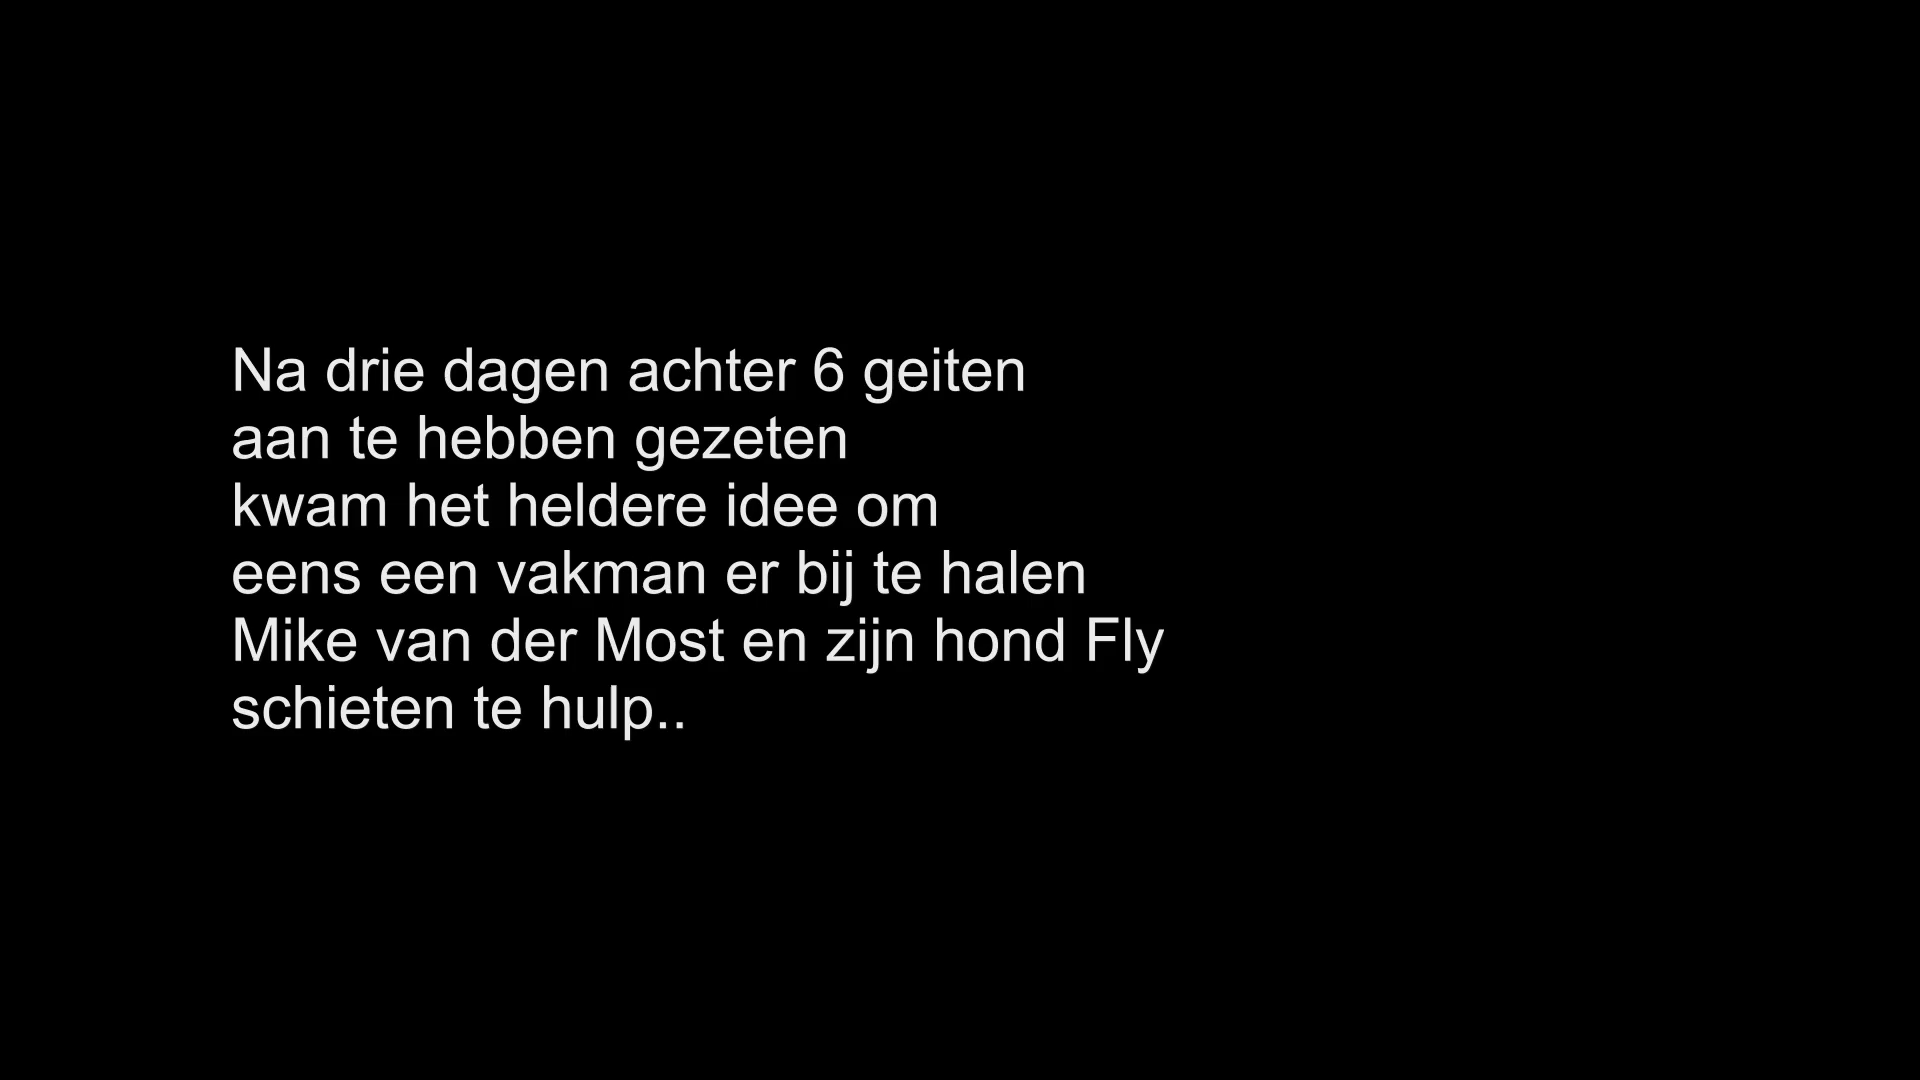 Na drie dagen achter 6 geiten
aan te hebben gezeten
kwam het heldere idee om
eens een vakman er bij te halen
Mike van der Most en zijn hond Fly
schieten te hulp..